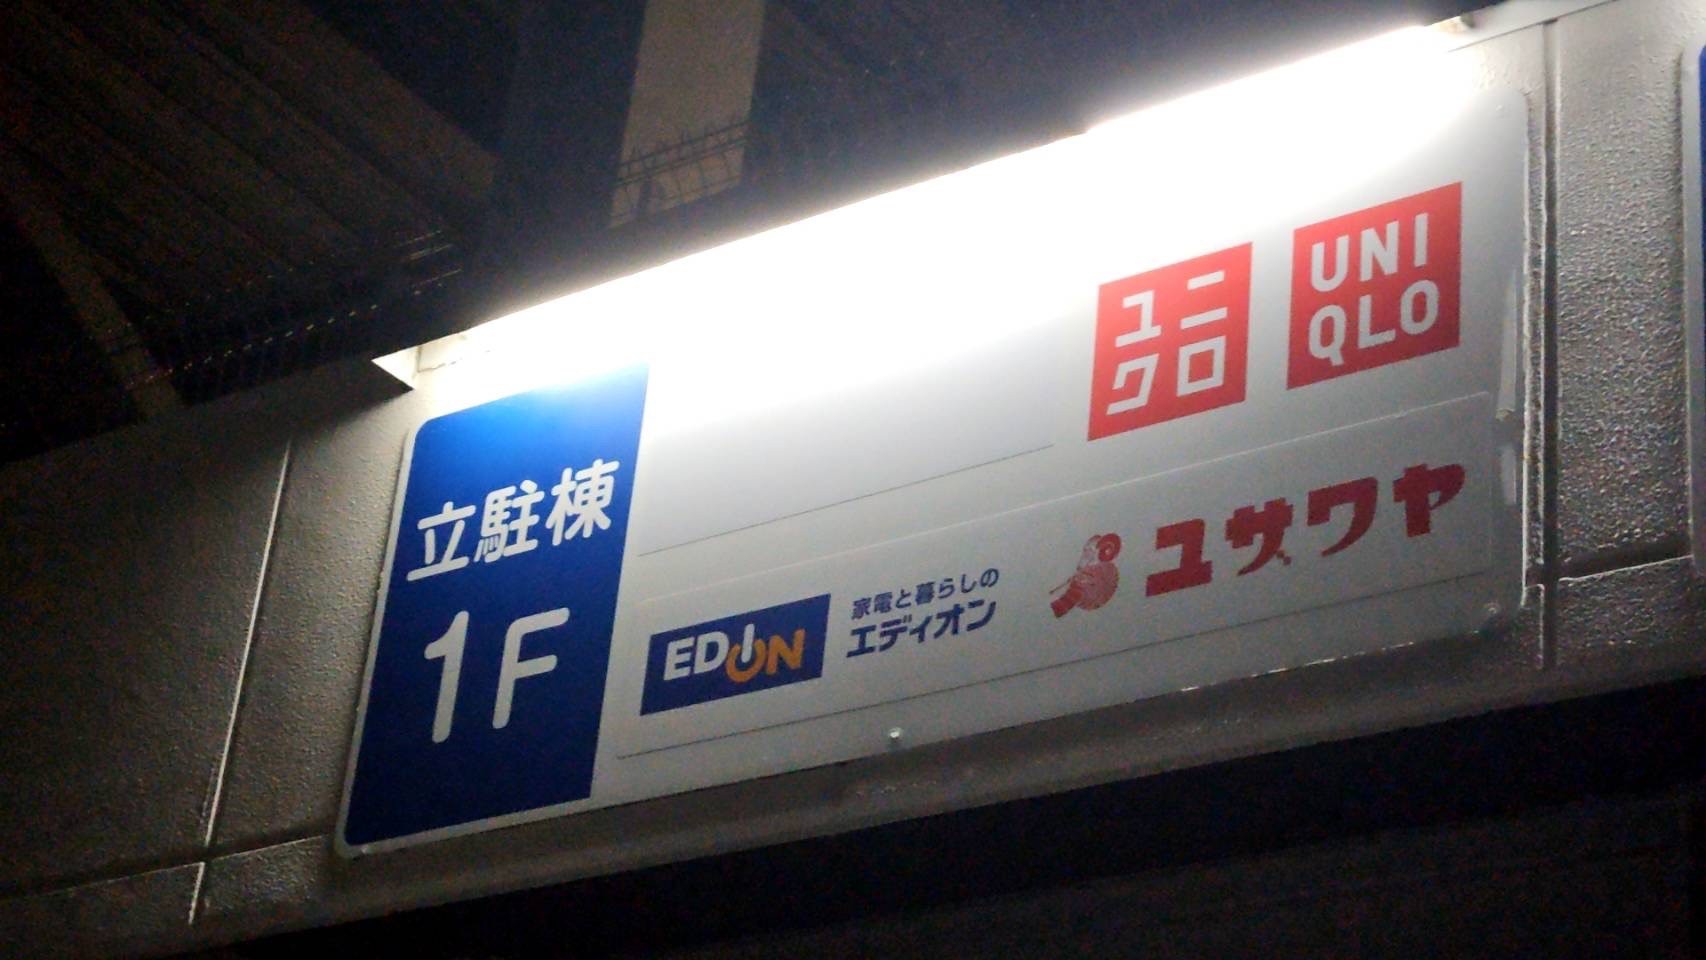 立駐棟
1F
ユニ
クロ
UNI
QLO
EDION
家電と暮らしの
エディオン
ユザワヤ